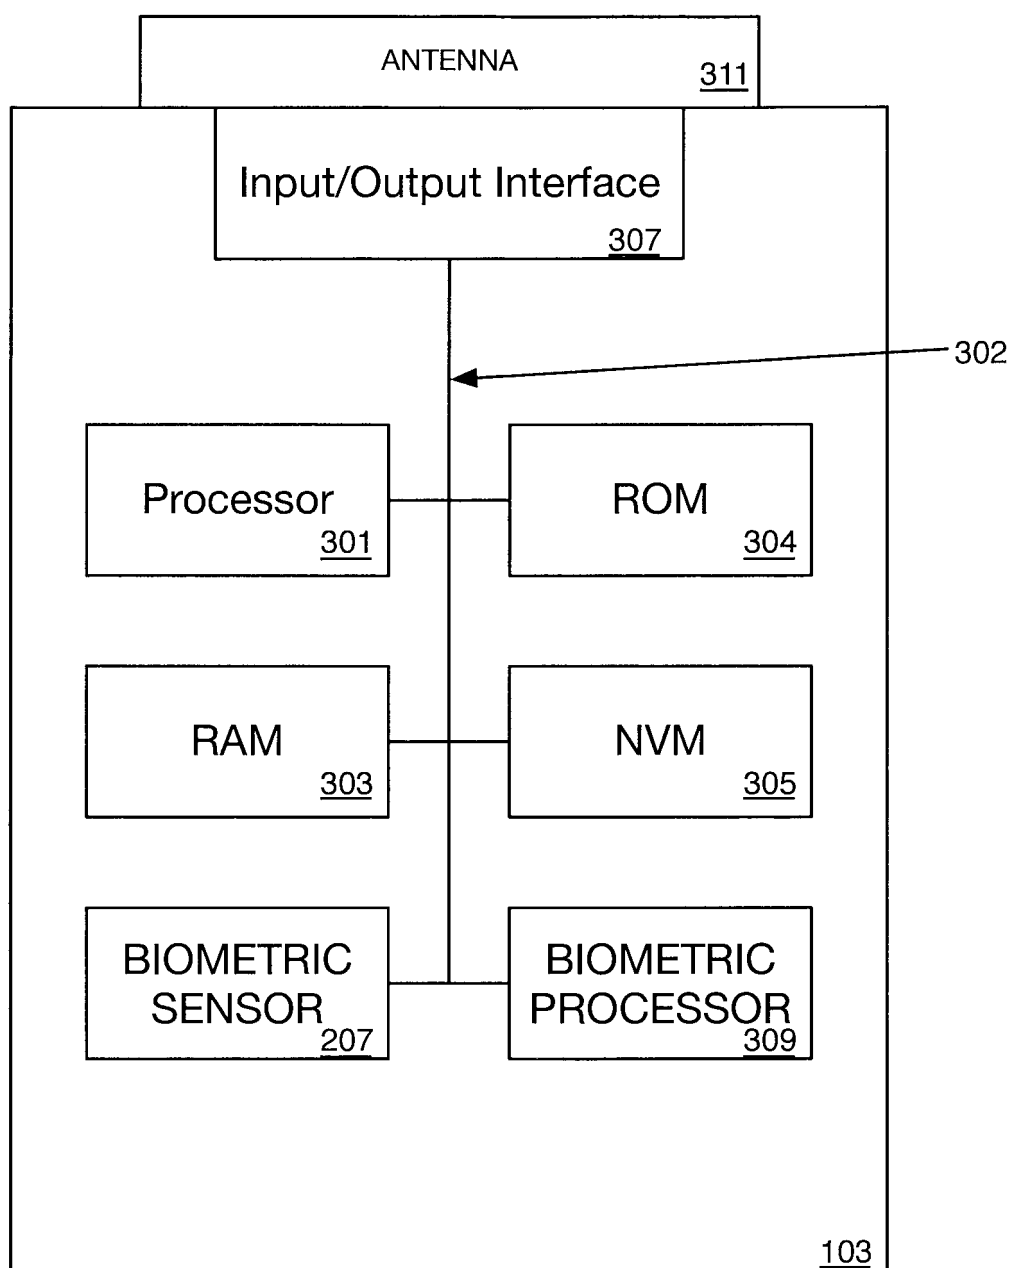 ANTENNA
311
Input/Output Interface
307
302
Processor
301
ROM
304
RAM
303
NVM
305
BIOMETRIC
SENSOR
207
BIOMETRIC
PROCESSOR
309
103